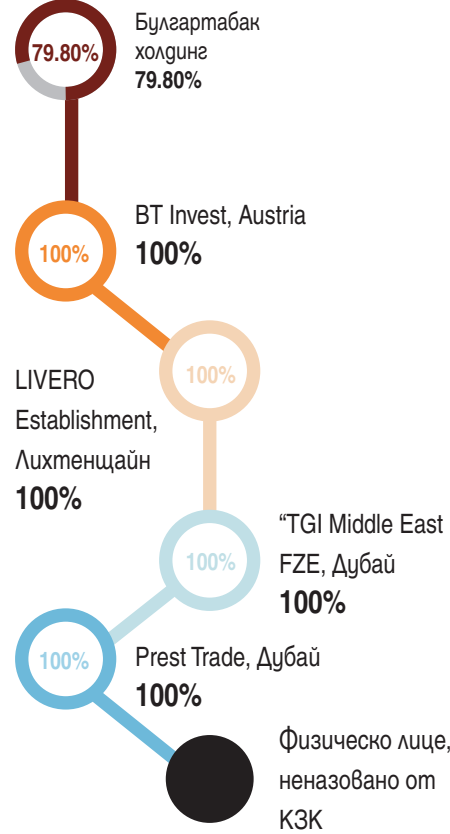 79.80%
Булгартабак
холдинг
79.80%
100%
BT Invest, Austria
100%
100%
LIVERO
Establishment,
Лихтенщайн
100%
100%
“TGI Middle East
FZE, Дубай
100%
100%
Prest Trade, Дубай
100%
Физическо лице,
неназовано от
КЗК